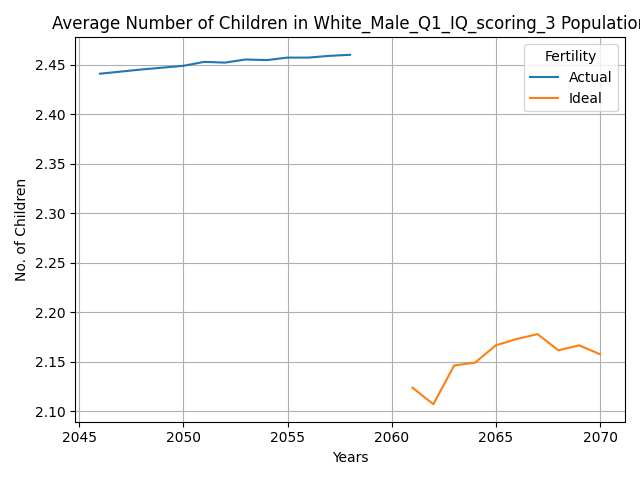 Average Number of Children in White_Male_Q1_IQ_scoring_3 Population
Fertility
Actual
Ideal
No. of Children
2.45
2.40
2.35
2.30
2.25
2.20
2.15
2.10
2045 2050 2055 2060 2065 2070
Years